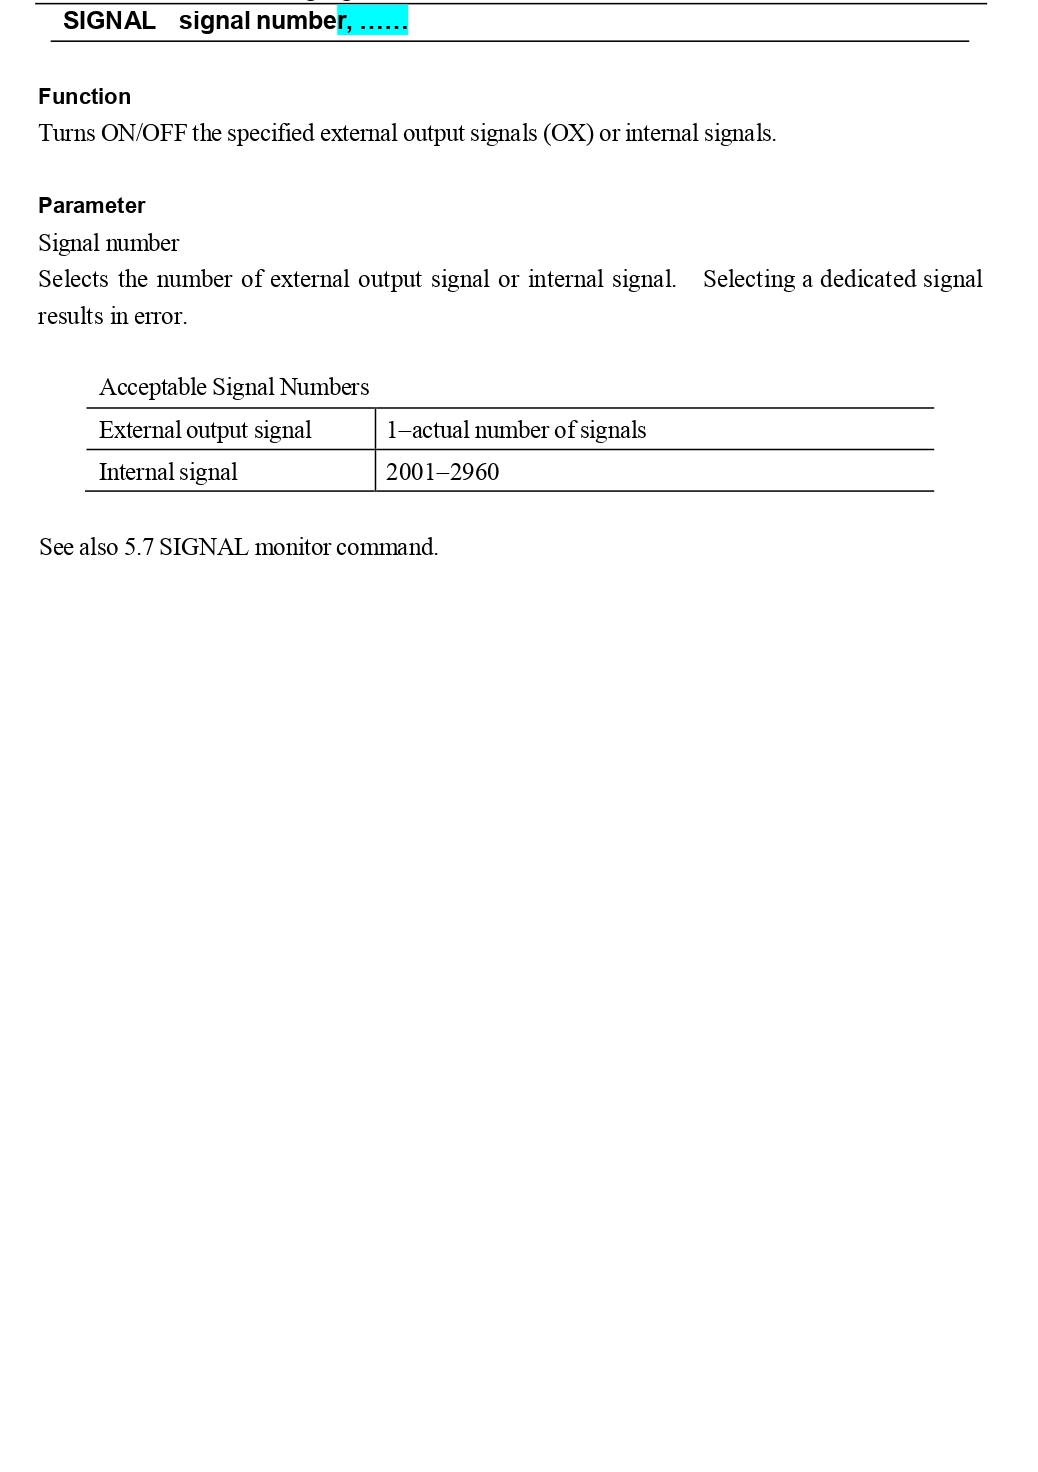 SIGNAL signal number, ……
Function
Turns ON/OFF the specified external output signals (OX) or internal signals.
Parameter
Signal number
Selects the number of external output signal or internal signal. Selecting a dedicated signal
results in error.
Acceptable Signal Numbers
External output signal 1–actual number of signals
Internal signal 2001–2960
See also 5.7 SIGNAL monitor command.